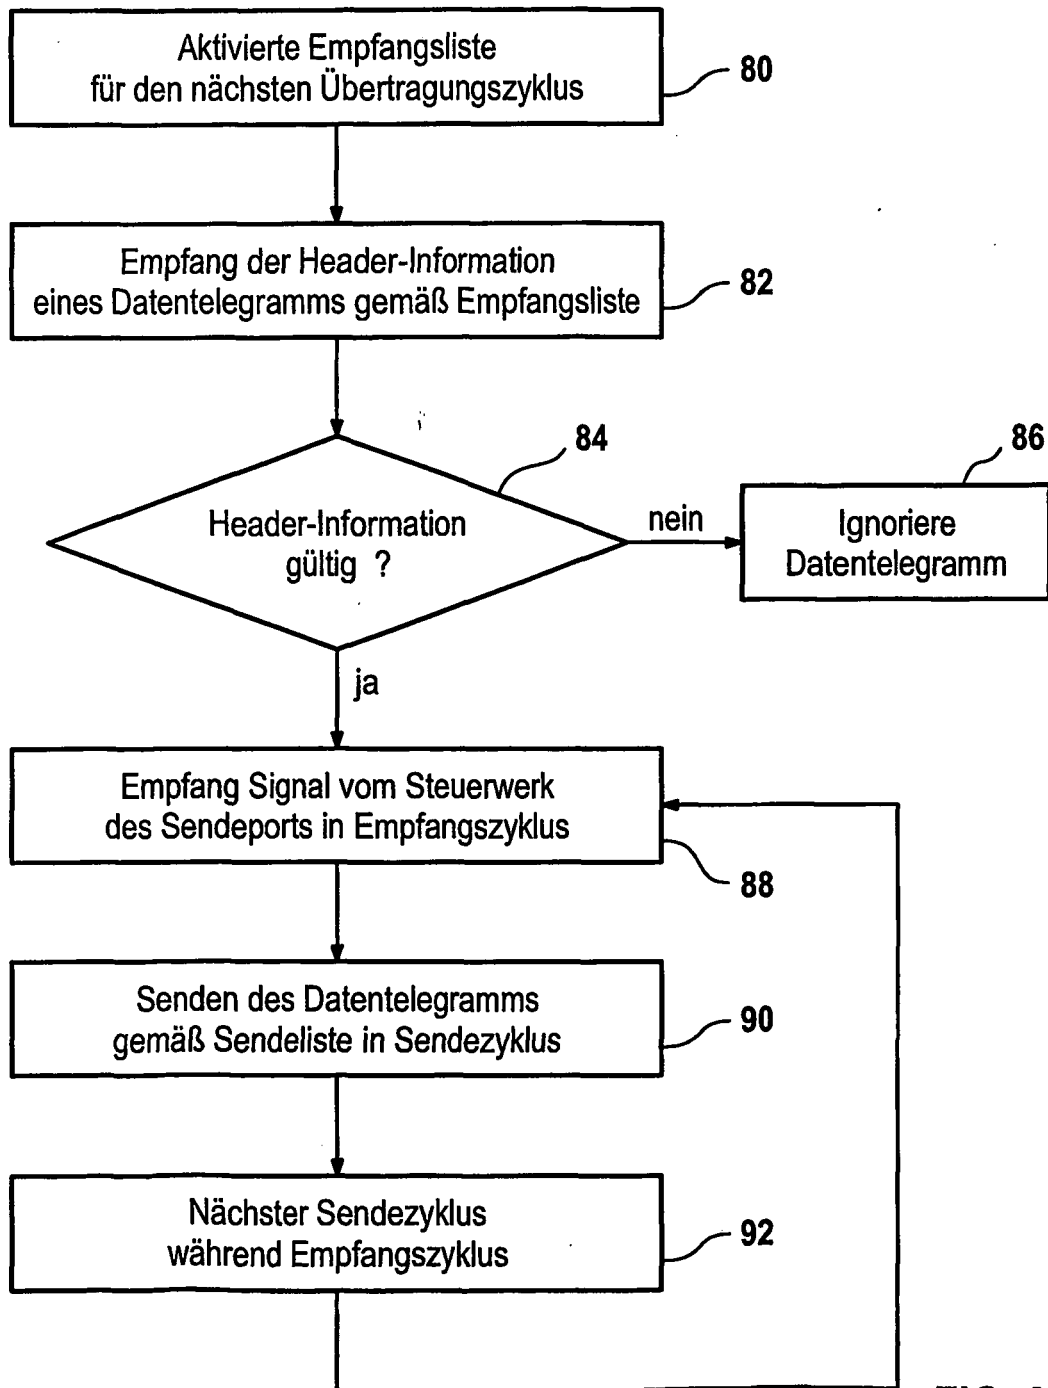 Aktivierte Empfangsliste
für den nächsten Übertragungszyklus
80
Empfang der Header-Information
eines Datentelegramms gemäß Empfangsliste
82
84
Header-Information
gültig ?
nein
86
Ignoriere
Datentelegramm
ja
Empfang Signal vom Steuerwerk
des Sendeports in Empfangszyklus
88
Senden des Datentelegramms
gemäß Sendeliste in Sendezyklus
90
Nächster Sendezyklus
während Empfangszyklus
92